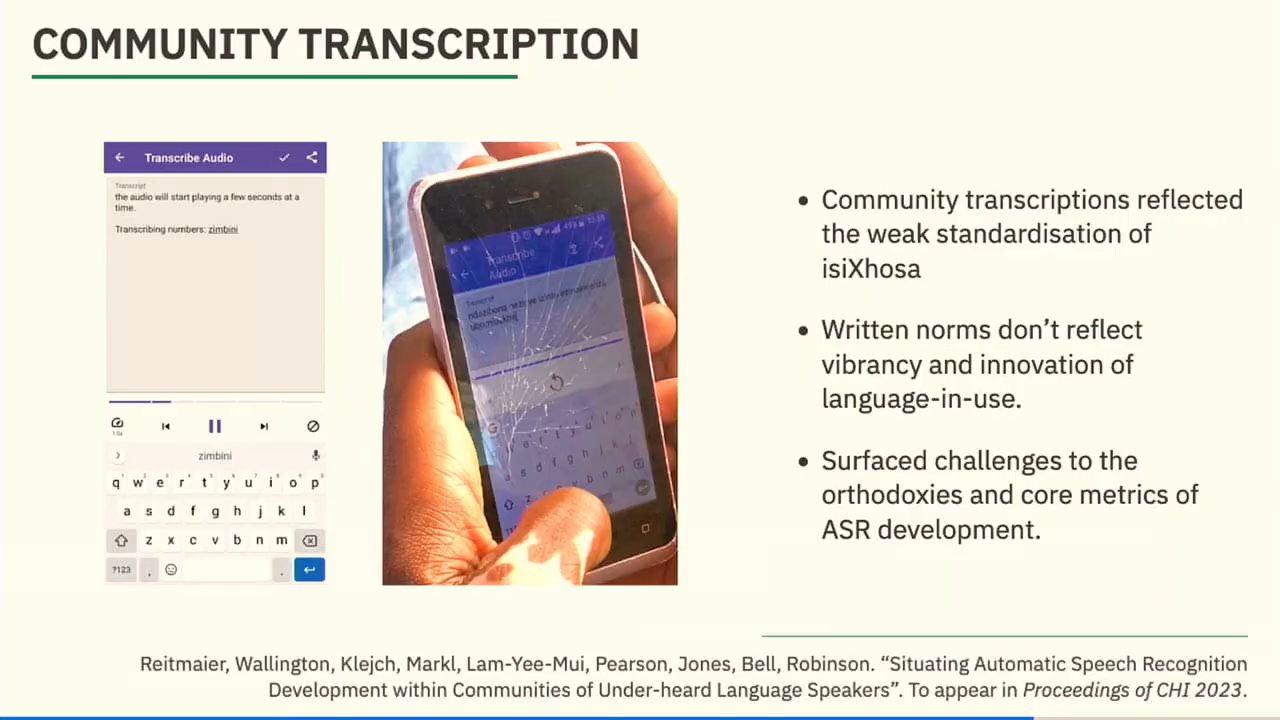 COMMUNITY TRANSCRIPTION
Transcribe Audio
Transcript
the audio will start playing a few seconds at a
time.
Transcribing numbers: zimbini
1.0x
zimbini
q w e r t y u i o p
a s d f g h j k l
z x c v b n m
?123 , .
Transcribe
Audio
Transcript
• Community transcriptions reflected
the weak standardisation of
isiXhosa
• Written norms don’t reflect
vibrancy and innovation of
language-in-use.
• Surfaced challenges to the
orthodoxies and core metrics of
ASR development.
Reitmaier, Wallington, Klejch, Markl, Lam-Yee-Mui, Pearson, Jones, Bell, Robinson. “Situating Automatic Speech Recognition
Development within Communities of Under-heard Language Speakers”. To appear in Proceedings of CHI 2023.